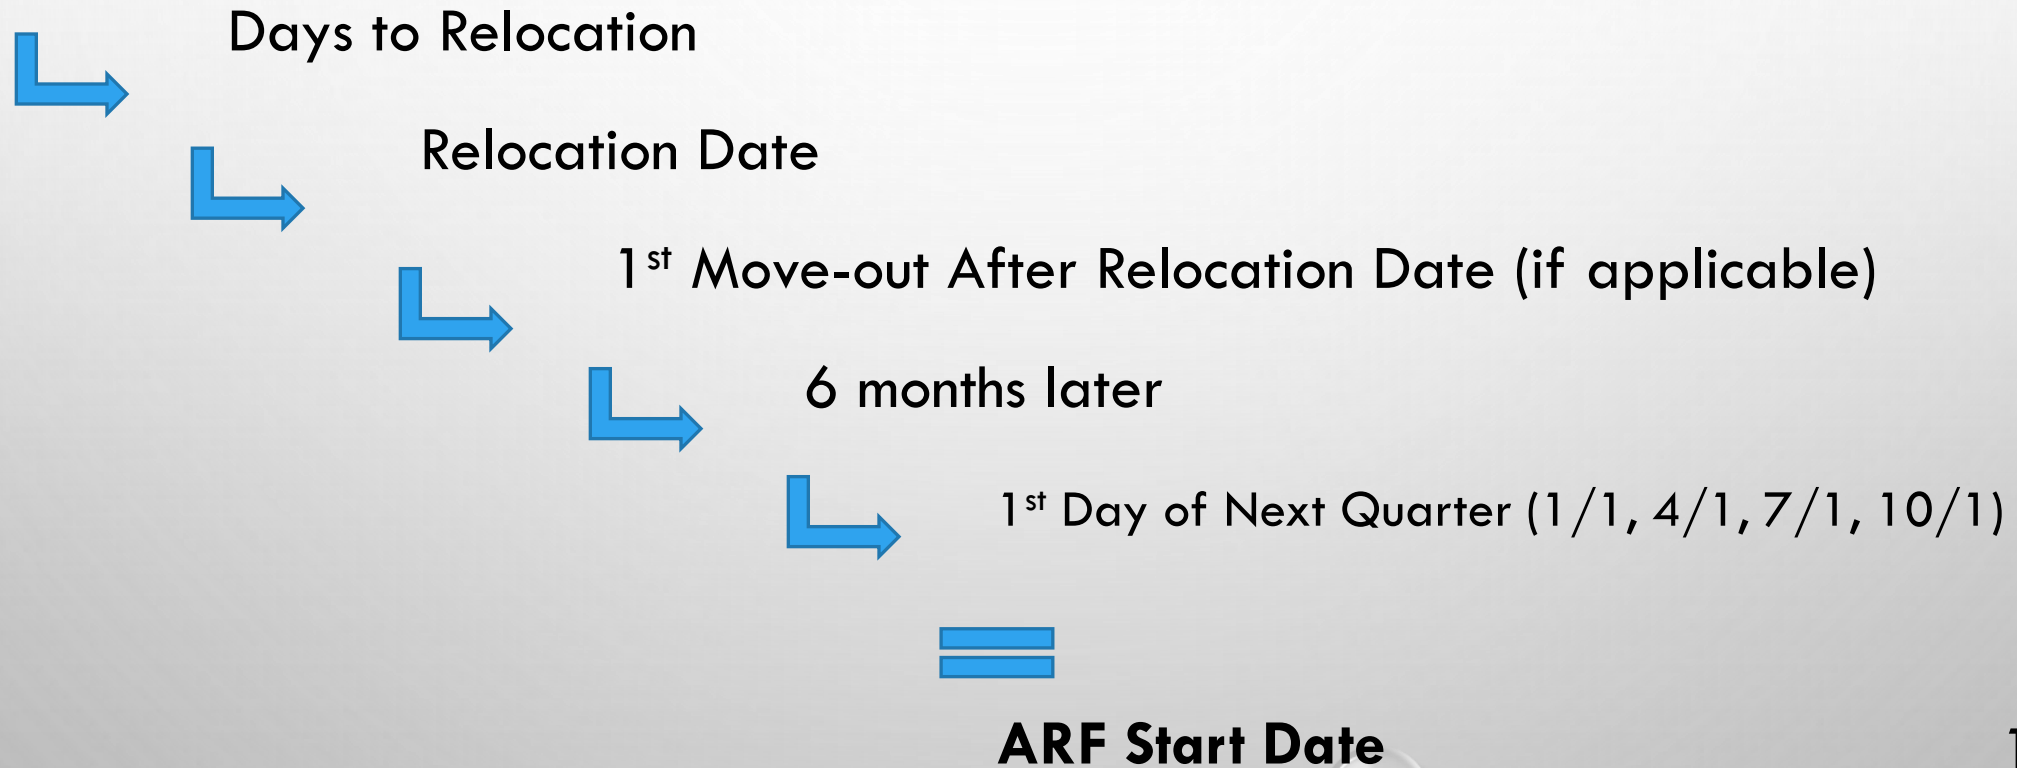 Days to Relocation
Relocation Date
1st Move-out After Relocation Date (if applicable)
6 months later
1st Day of Next Quarter (1/1, 4/1, 7/1, 10/1)
ARF Start Date